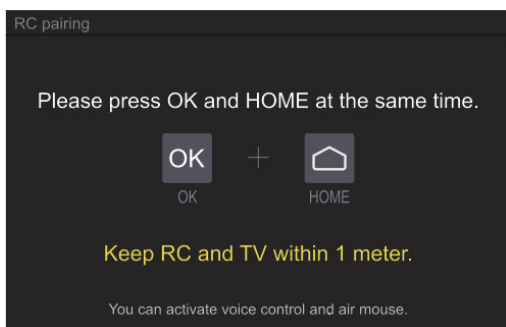 RC pairing
Please press OK and HOME at the same time.
OK
OK HOME
Keep RC and TV within 1 meter.
You can activate voice control and air mouse.